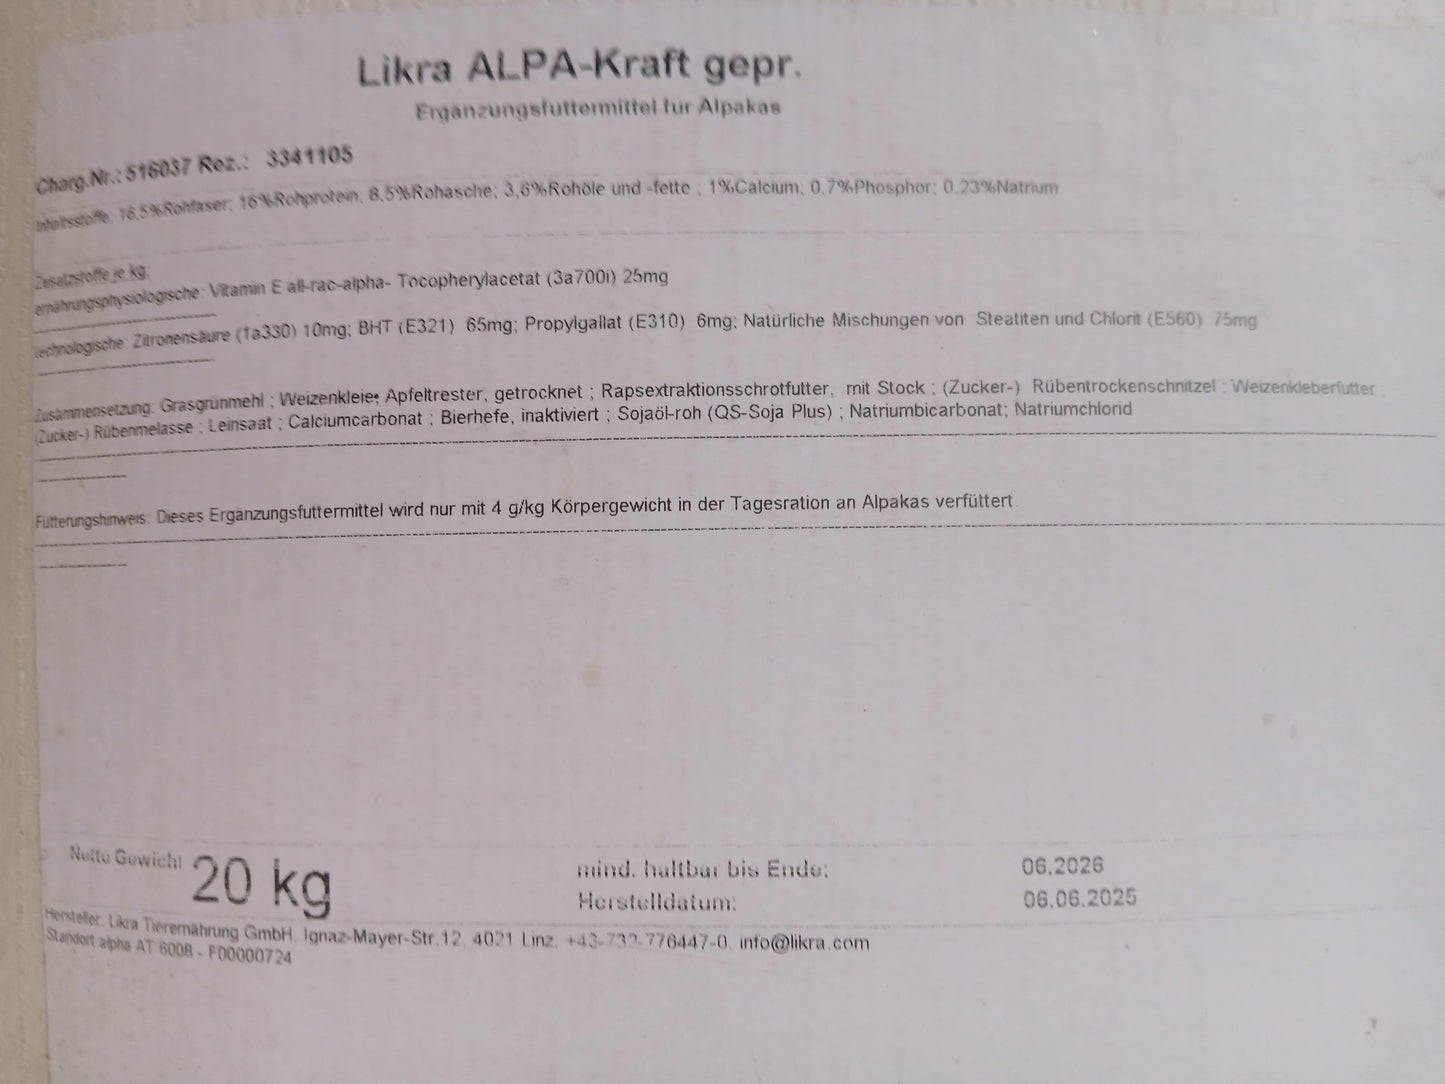 Likra ALPA-Kraft gepr.
Ergänzungsfuttermittel für Alpakas
Charg.Nr.: 516037 Rez.: 3341105
Inhaltsstoffe: 16,5%Rohfaser; 16%Rohprotein; 8,5%Rohasche; 3,6%Rohöle und -fette ; 1%Calcium; 0,7%Phosphor; 0,23%Natrium
Zusatzstoffe je kg:
ernährungsphysiologische: Vitamin E all-rac-alpha- Tocopherylacetat (3a700i) 25mg
technologische: Zitronensäure (1a330) 10mg; BHT (E321) 65mg; Propylgallat (E310) 6mg; Natürliche Mischungen von Steatiten und Chlorit (E560) 75mg
Zusammensetzung: Grasgrünmehl ; Weizenkleie; Apfeltrester, getrocknet ; Rapsextraktionsschrotfutter, mit Stock ; (Zucker-) Rübentrockenschnitzel ; Weizenkleberfutter ;
(Zucker-) Rübenmelasse ; Leinsaat ; Calciumcarbonat ; Bierhefe, inaktiviert ; Sojaöl-roh (QS-Soja Plus) ; Natriumbicarbonat; Natriumchlorid
Fütterungshinweis: Dieses Ergänzungsfuttermittel wird nur mit 4 g/kg Körpergewicht in der Tagesration an Alpakas verfüttert.
Netto Gewicht 20 kg
mind. haltbar bis Ende: 06.2026
Herstelldatum: 06.06.2025
Hersteller: Likra Tierernährung GmbH, Ignaz-Mayer-Str.12, 4021 Linz, +43-732-776447-0, info@likra.com
Standort alpha AT 6008 - F00000724